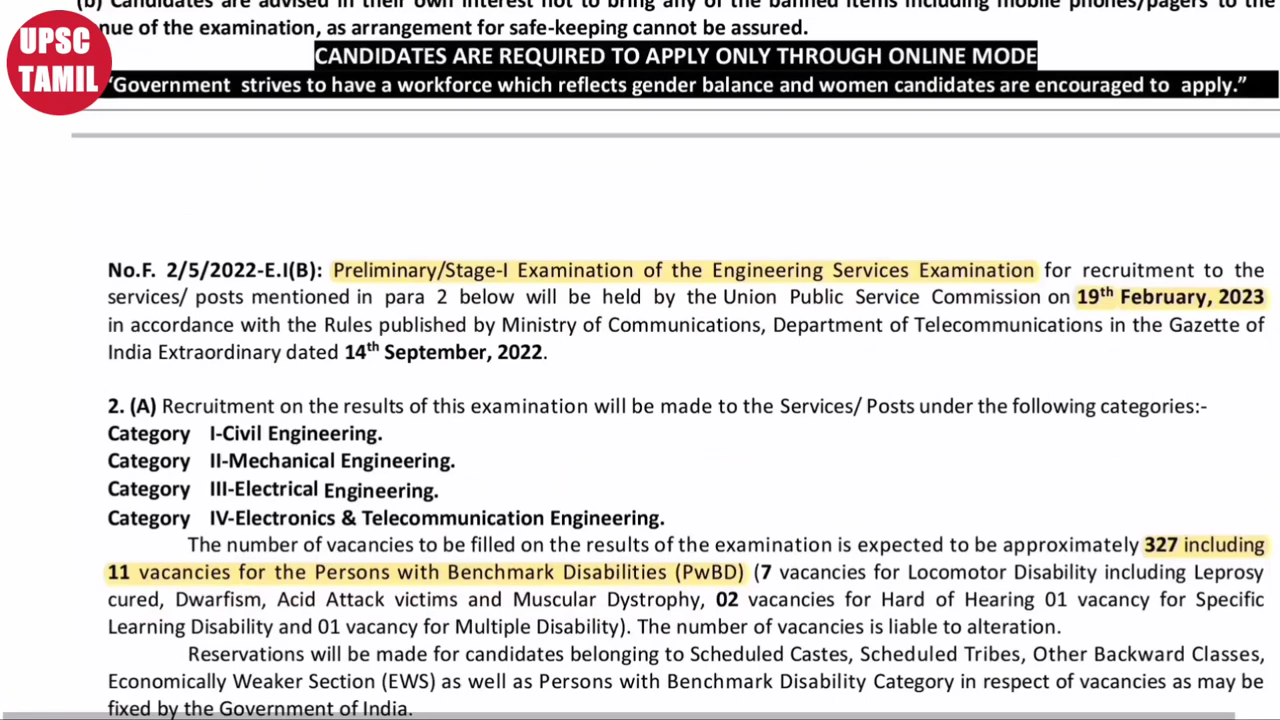 (b) Candidates are advised in their own interest not to bring any of the banned items including mobile phones/pagers to the
UPSC
TAMIL
nue of the examination, as arrangement for safe-keeping cannot be assured.
CANDIDATES ARE REQUIRED TO APPLY ONLY THROUGH ONLINE MODE
“Government strives to have a workforce which reflects gender balance and women candidates are encouraged to apply.”
No.F. 2/5/2022-E.I(B): Preliminary/Stage-I Examination of the Engineering Services Examination for recruitment to the
services/ posts mentioned in para 2 below will be held by the Union Public Service Commission on 19th February, 2023
in accordance with the Rules published by Ministry of Communications, Department of Telecommunications in the Gazette of
India Extraordinary dated 14th September, 2022.
2. (A) Recruitment on the results of this examination will be made to the Services/ Posts under the following categories:-
Category I-Civil Engineering.
Category II-Mechanical Engineering.
Category III-Electrical Engineering.
Category IV-Electronics & Telecommunication Engineering.
The number of vacancies to be filled on the results of the examination is expected to be approximately 327 including
11 vacancies for the Persons with Benchmark Disabilities (PwBD) (7 vacancies for Locomotor Disability including Leprosy
cured, Dwarfism, Acid Attack victims and Muscular Dystrophy, 02 vacancies for Hard of Hearing 01 vacancy for Specific
Learning Disability and 01 vacancy for Multiple Disability). The number of vacancies is liable to alteration.
Reservations will be made for candidates belonging to Scheduled Castes, Scheduled Tribes, Other Backward Classes,
Economically Weaker Section (EWS) as well as Persons with Benchmark Disability Category in respect of vacancies as may be
fixed by the Government of India.